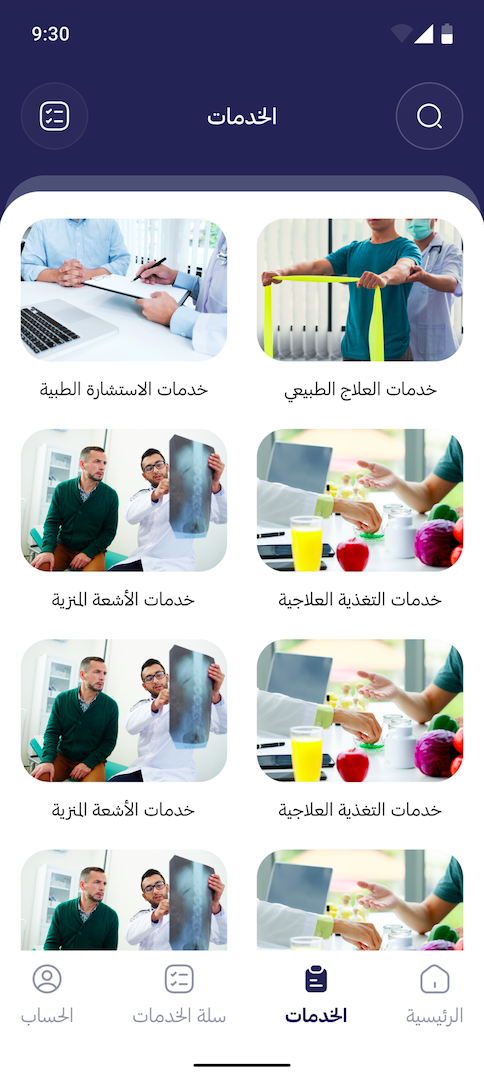 9:30
الخدمات
خدمات العلاج الطبيعي
خدمات الاستشارة الطبية
خدمات التغذية العلاجية
خدمات الأشعة المنزلية
خدمات التغذية العلاجية
خدمات الأشعة المنزلية
الرئيسية
الخدمات
سلة الخدمات
الحساب